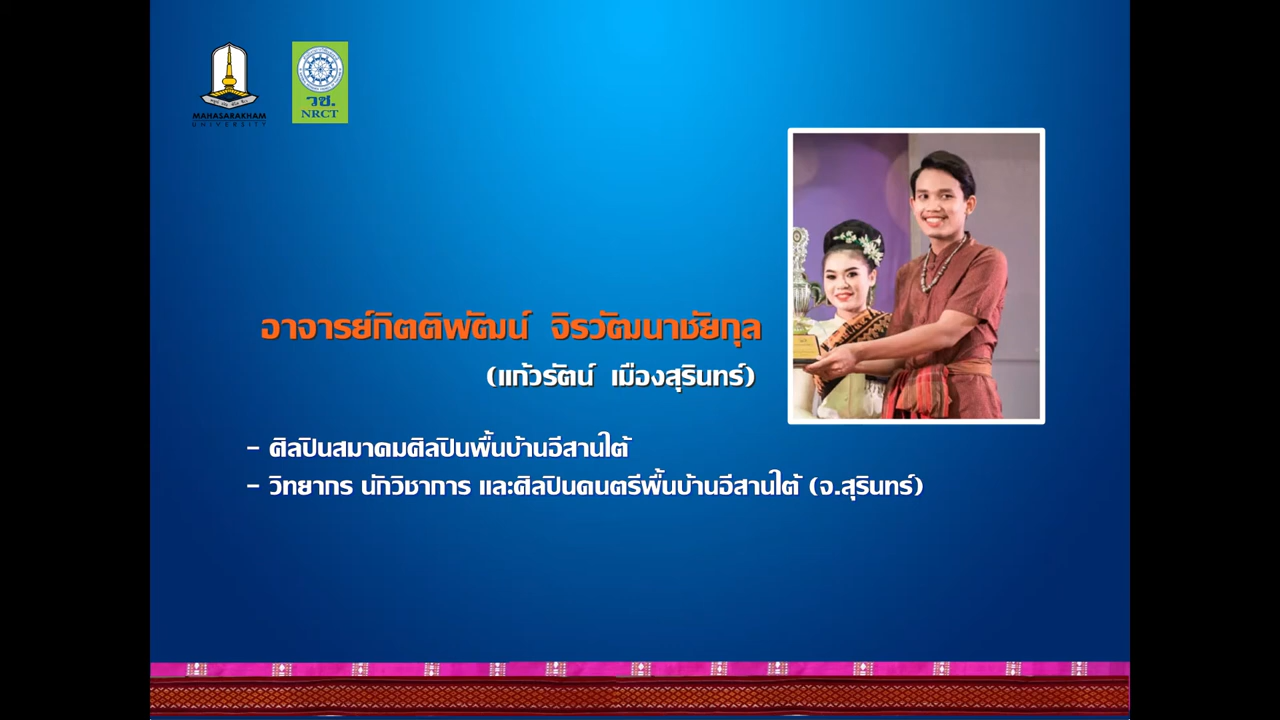 MAHASARAKHAM
UNIVERSITY
วช.
NRCT
อาจารย์กิตติพัฒน์ จิรวัฒนาชัยกุล
(แก้วรัตน์ เมืองสุรินทร์)
- ศิลปินสมาคมศิลปินพื้นบ้านอีสานใต้
- วิทยากร นักวิชาการ และศิลปินดนตรีพื้นบ้านอีสานใต้ (จ.สุรินทร์)